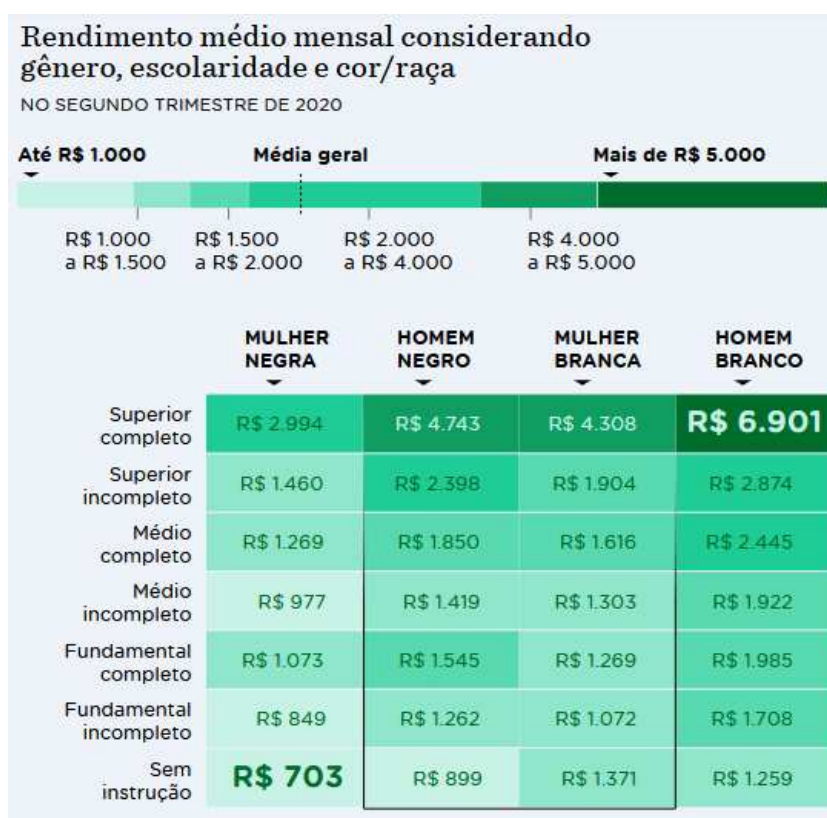 Rendimento médio mensal considerando
gênero, escolaridade e cor/raça
NO SEGUNDO TRIMESTRE DE 2020
Até R$ 1.000 Média geral Mais de R$ 5.000
R$ 1.000 R$ 1.500 R$ 2.000 R$ 4.000
a R$ 1.500 a R$ 2.000 a R$ 4.000 a R$ 5.000
MULHER HOMEM MULHER HOMEM
NEGRA NEGRO BRANCA BRANCO
Superior
completo
R$ 2.994 R$ 4.743 R$ 4.308 R$ 6.901
Superior
incompleto
R$ 1.460 R$ 2.398 R$ 1.904 R$ 2.874
Médio
completo
R$ 1.269 R$ 1.850 R$ 1.616 R$ 2.445
Médio
incompleto
R$ 977 R$ 1.419 R$ 1.303 R$ 1.922
Fundamental
completo
R$ 1.073 R$ 1.545 R$ 1.269 R$ 1.985
Fundamental
incompleto
R$ 849 R$ 1.262 R$ 1.072 R$ 1.708
Sem
instrução
R$ 703 R$ 899 R$ 1.371 R$ 1.259